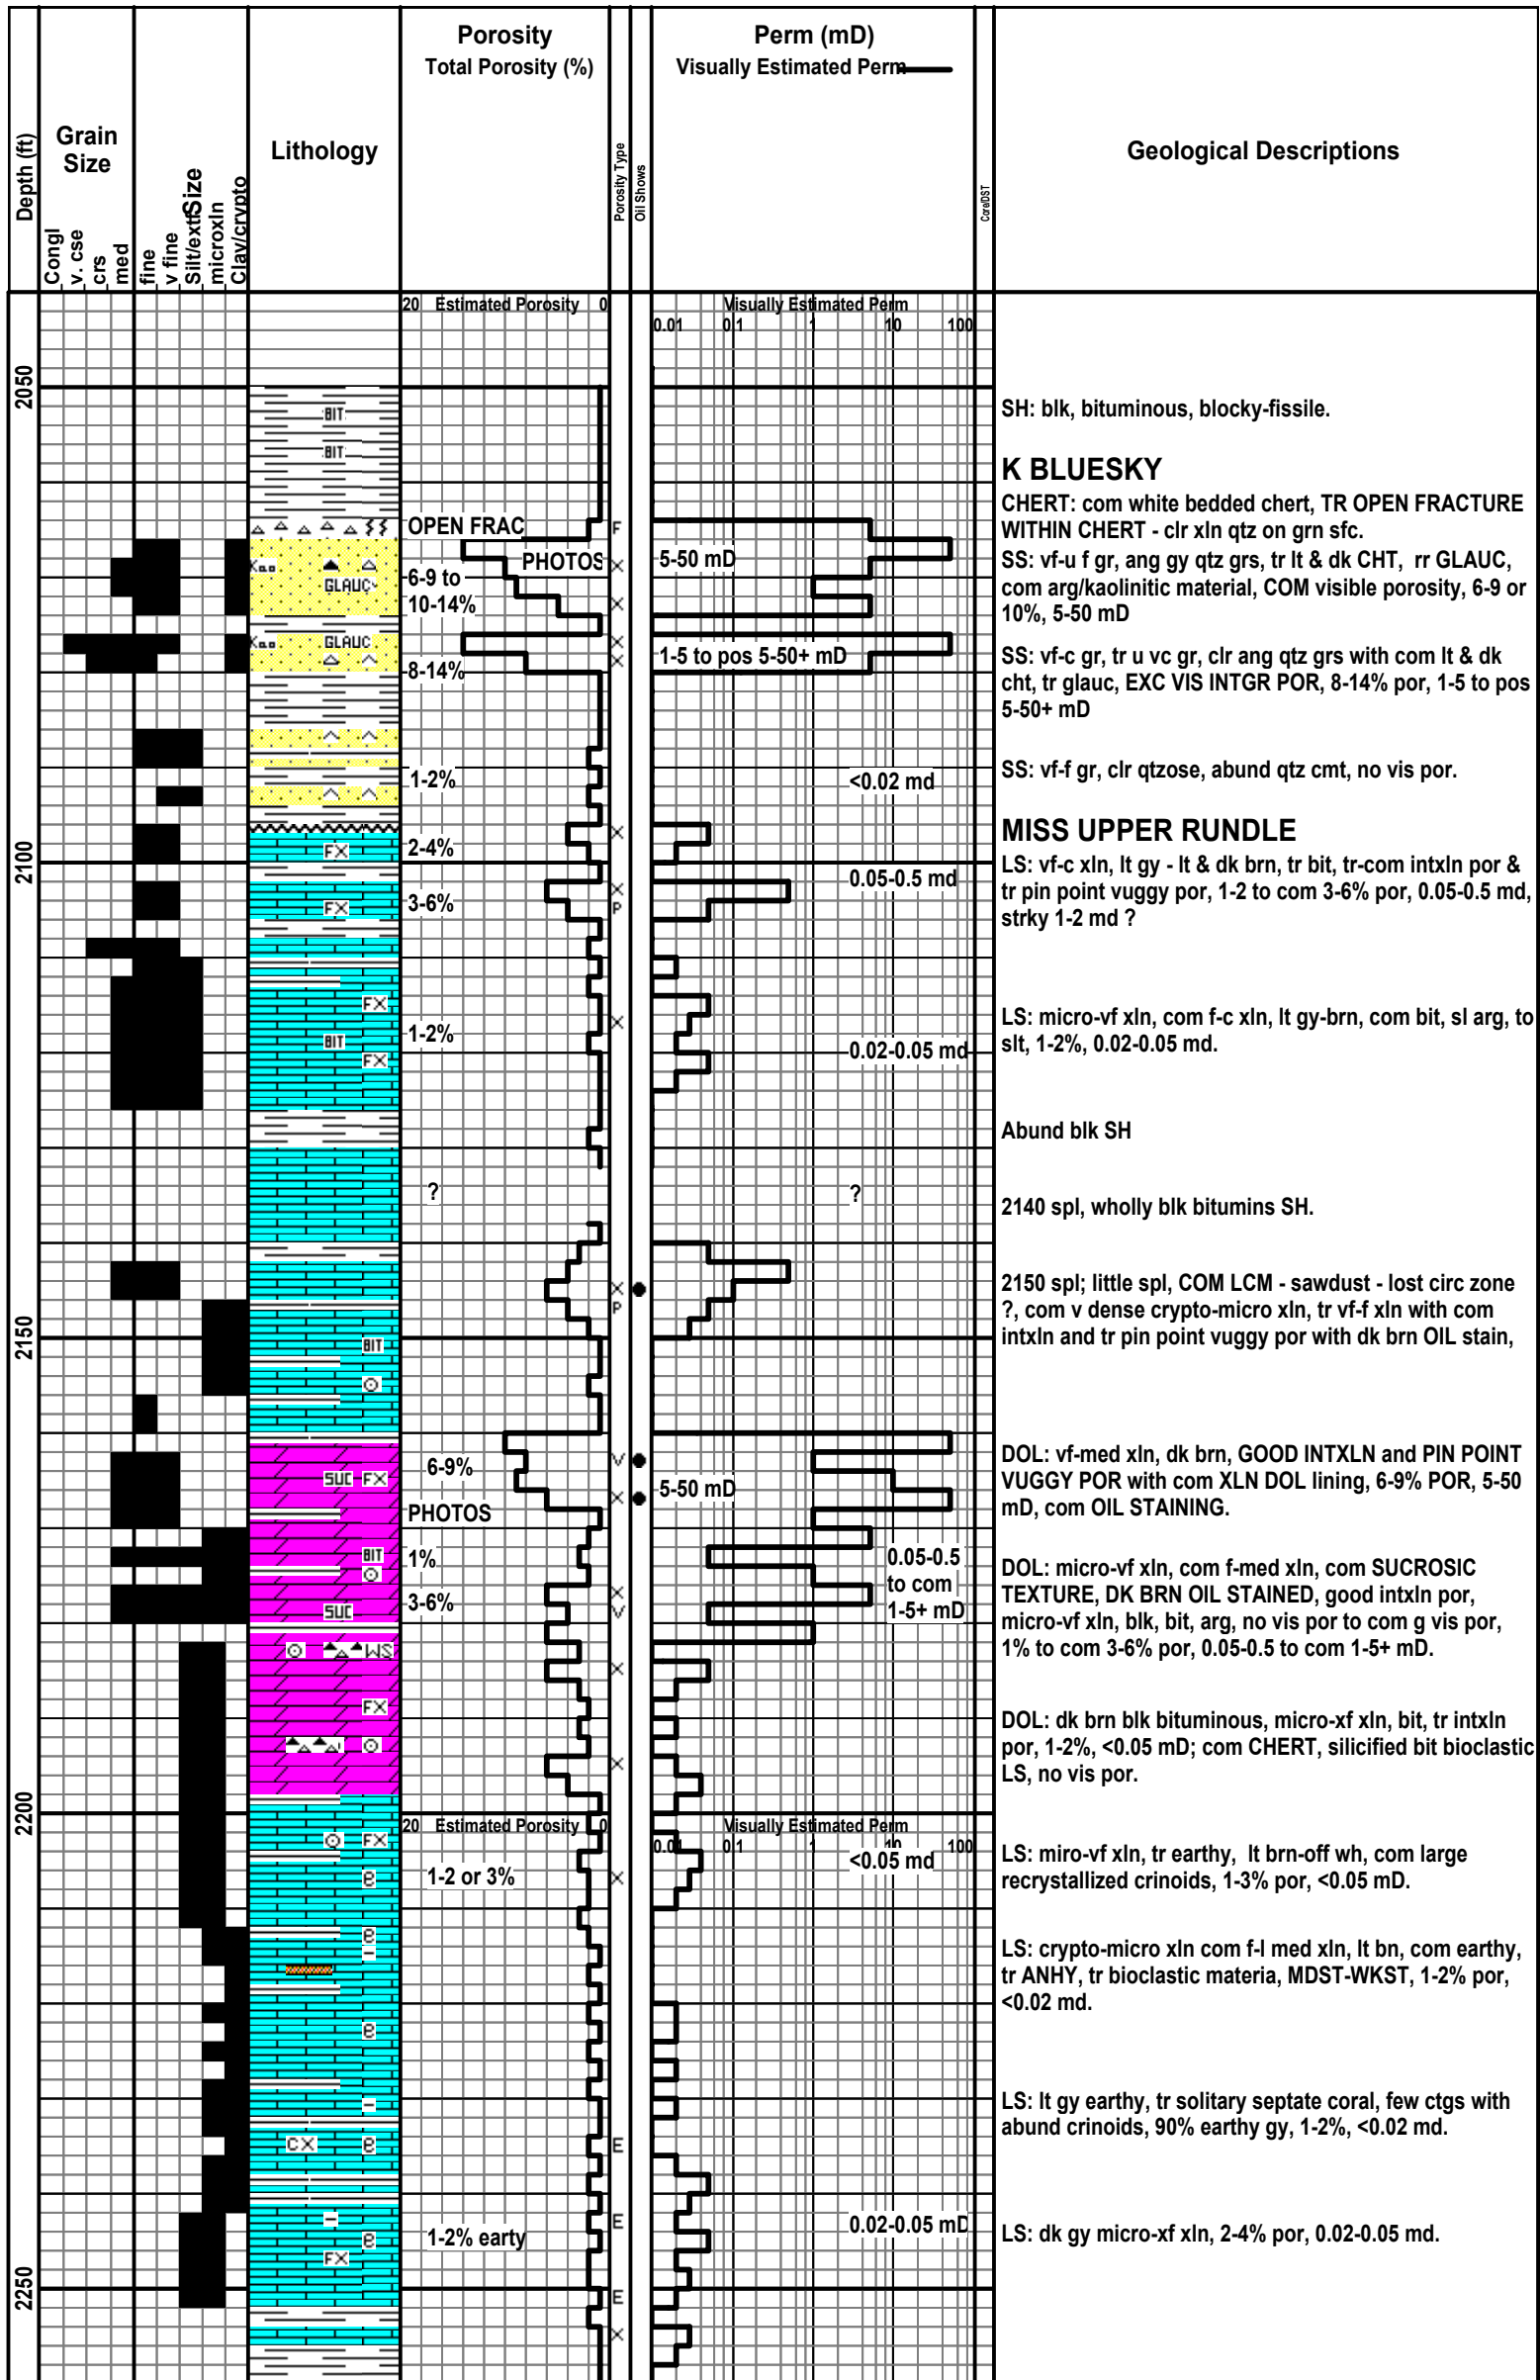 Porosity
Total Porosity (%)
Perm (mD)
Visually Estimated Perm
Depth (ft)
Grain
Size
Congl
v. cse
crs
med
fine
v fine
Size
microxln
Clay/crypto
Lithology
Porosity Type
Oil Shows
Core/DST
Geological Descriptions
20 Estimated Porosity 0
Visually Estimated Perm
0.01 0.1 1 10 100
2050
BIT
BIT
SH: blk, bituminous, blocky-fissile.
K BLUESKY
CHERT: com white bedded chert, TR OPEN FRACTURE
WITHIN CHERT - clr xln qtz on grn sfc.
OPEN FRAC
F
PHOTOS
X
5-50 mD
Kao
GLAUC
6-9 to
10-14%
X
SS: vf-u f gr, ang gy qtz grs, tr lt & dk CHT, rr GLAUC,
com arg/kaolinitic material, COM visible porosity, 6-9 or
10%, 5-50 mD
Kao
GLAUC
X
X
1-5 to pos 5-50+ mD
8-14%
SS: vf-c gr, tr u vc gr, clr ang qtz grs with com lt & dk
cht, tr glauc, EXC VIS INTGR POR, 8-14% por, 1-5 to pos
5-50+ mD
1-2%
<0.02 md
SS: vf-f gr, clr qtzose, abund qtz cmt, no vis por.
MISS UPPER RUNDLE
2100
FX
2-4%
X
LS: vf-c xln, lt gy - lt & dk brn, tr bit, tr-com intxln por &
tr pin point vuggy por, 1-2 to com 3-6% por, 0.05-0.5 md,
strky 1-2 md ?
0.05-0.5 md
FX
3-6%
X
P
FX
BIT
FX
1-2%
X
0.02-0.05 md
LS: micro-vf xln, com f-c xln, lt gy-brn, com bit, sl arg, to
slt, 1-2%, 0.02-0.05 md.
Abund blk SH
?
?
2140 spl, wholly blk bitumins SH.
X
P
2150 spl; little spl, COM LCM - sawdust - lost circ zone
?, com v dense crypto-micro xln, tr vf-f xln with com
intxln and tr pin point vuggy por with dk brn OIL stain,
2150
BIT
SUC FX
6-9%
PHOTOS
V
X
5-50 mD
DOL: vf-med xln, dk brn, GOOD INTXLN and PIN POINT
VUGGY POR with com XLN DOL lining, 6-9% POR, 5-50
mD, com OIL STAINING.
BIT
SUC
1%
3-6%
X
V
0.05-0.5
to com
1-5+ mD
DOL: micro-vf xln, com f-med xln, com SUCROSIC
TEXTURE, DK BRN OIL STAINED, good intxln por,
micro-vf xln, blk, bit, arg, no vis por to com g vis por,
1% to com 3-6% por, 0.05-0.5 to com 1-5+ mD.
WS
X
FX
X
DOL: dk brn blk bituminous, micro-xf xln, bit, tr intxln
por, 1-2%, <0.05 mD; com CHERT, silicified bit bioclastic
LS, no vis por.
2200
20 Estimated Porosity 0
Visually Estimated Perm
0.01 0.1 1 10 100
FX
e
1-2 or 3%
X
<0.05 md
LS: miro-vf xln, tr earthy, lt brn-off wh, com large
recrystallized crinoids, 1-3% por, <0.05 mD.
e
LS: crypto-micro xln com f-l med xln, lt bn, com earthy,
tr ANHY, tr bioclastic materia, MDST-WKST, 1-2% por,
<0.02 md.
e
CX
e
E
LS: lt gy earthy, tr solitary septate coral, few ctgs with
abund crinoids, 90% earthy gy, 1-2%, <0.02 md.
e
FX
1-2% earty
E
0.02-0.05 mD
LS: dk gy micro-xf xln, 2-4% por, 0.02-0.05 md.
2250
E
X